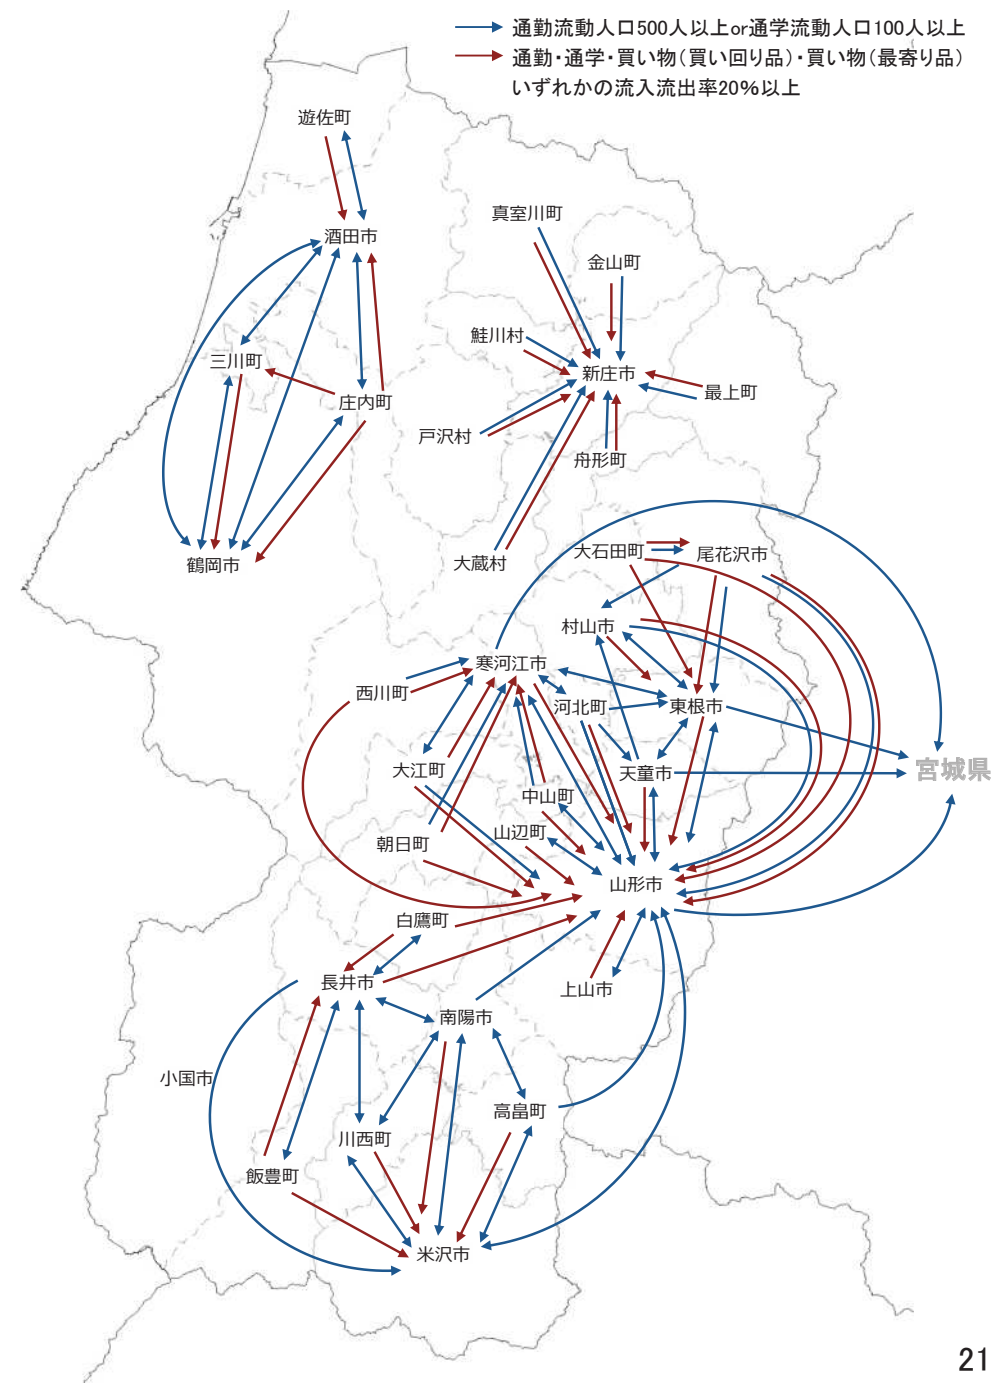 通勤流動人口500人以上or通学流動人口100人以上
通勤・通学・買い物(買い回り品)・買い物(最寄り品)
いずれかの流入流出率20%以上
遊佐町
真室川町
酒田市
金山町
鮭川村
三川町
新庄市
最上町
庄内町
戸沢村
舟形町
大蔵村
鶴岡市
大石田町
尾花沢市
村山市
寒河江市
西川町
河北町
東根市
大江町
天童市
宮城県
中山町
山辺町
朝日町
山形市
白鷹町
長井市
上山市
南陽市
小国市
高畠町
川西町
飯豊町
米沢市
21